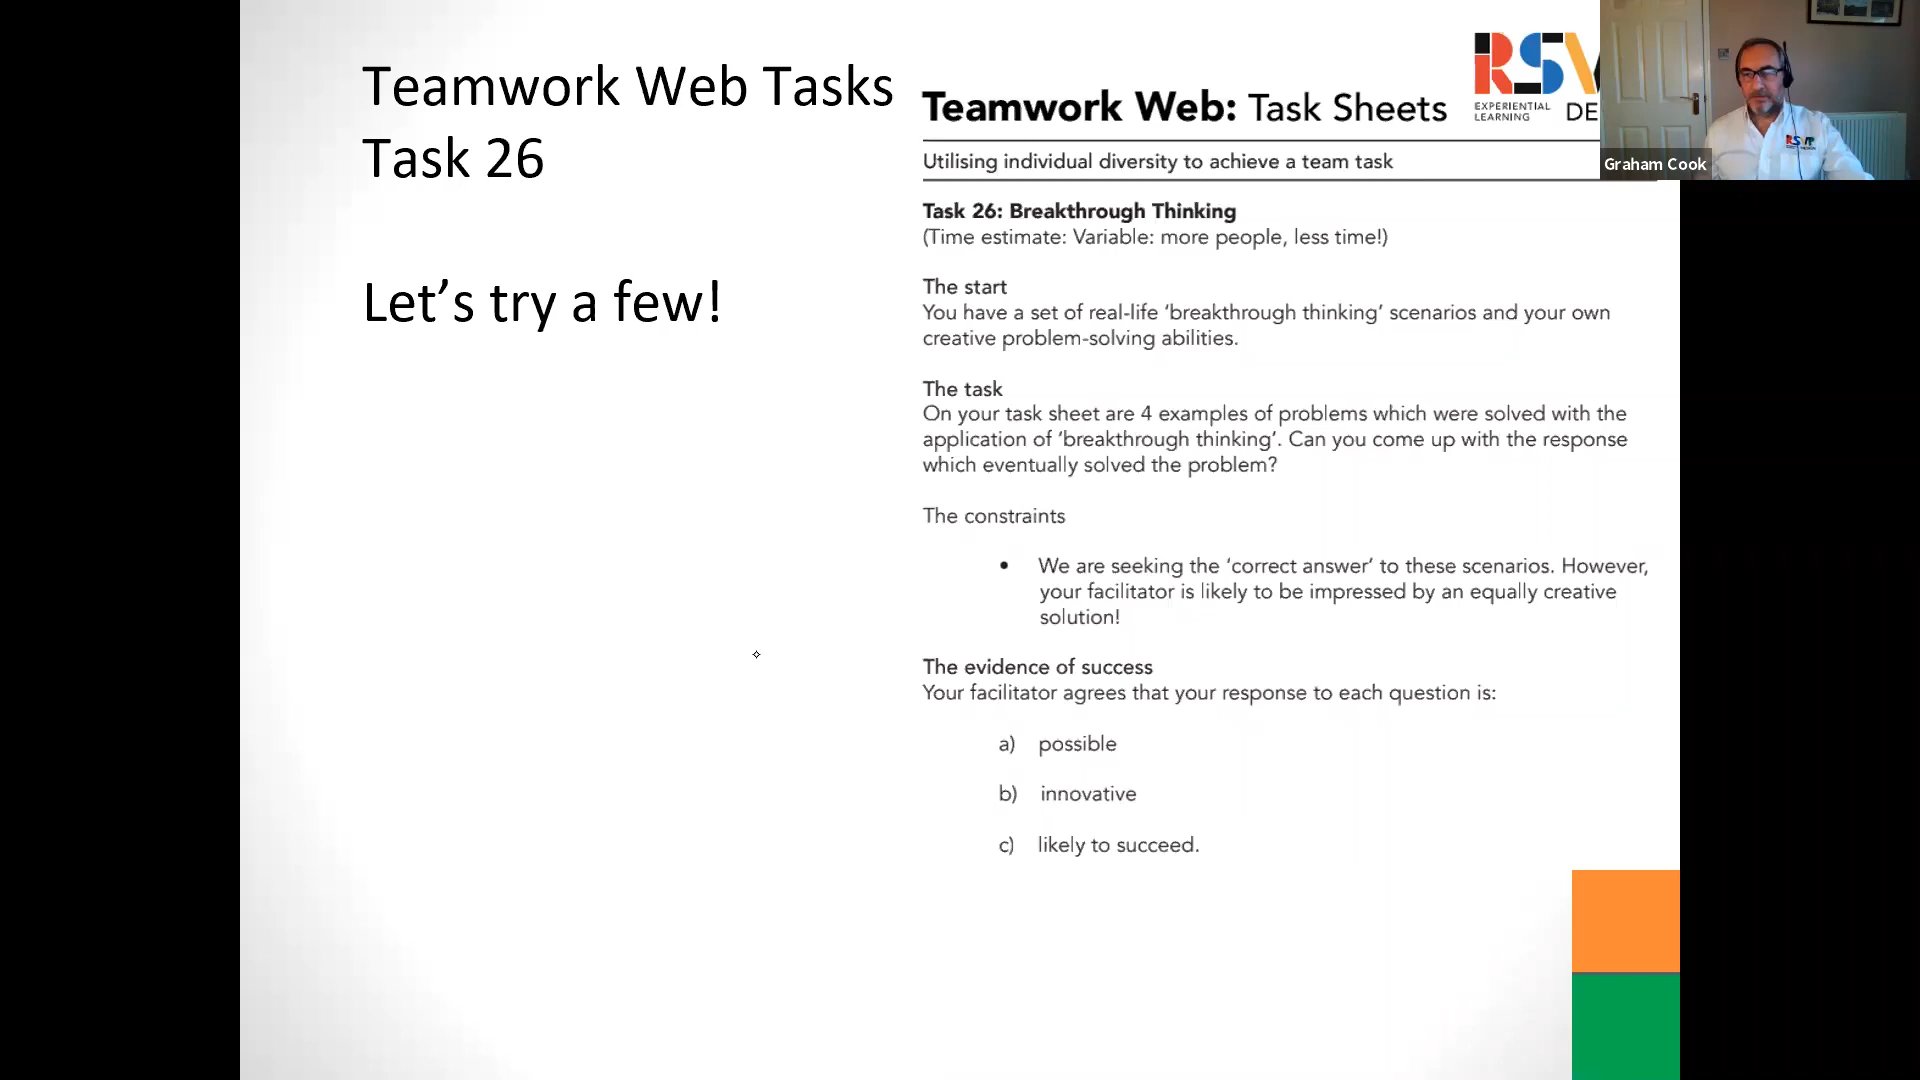 Teamwork Web Tasks
Task 26
Let’s try a few!
Teamwork Web: Task Sheets
RSV
EXPERIENTIAL
LEARNING
DE
Utilising individual diversity to achieve a team task
Task 26: Breakthrough Thinking
(Time estimate: Variable: more people, less time!)
The start
You have a set of real-life ‘breakthrough thinking’ scenarios and your own
creative problem-solving abilities.
The task
On your task sheet are 4 examples of problems which were solved with the
application of ‘breakthrough thinking’. Can you come up with the response
which eventually solved the problem?
The constraints
• We are seeking the ‘correct answer’ to these scenarios. However,
your facilitator is likely to be impressed by an equally creative
solution!
The evidence of success
Your facilitator agrees that your response to each question is:
a) possible
b) innovative
c) likely to succeed.
Graham Cook
RSVP